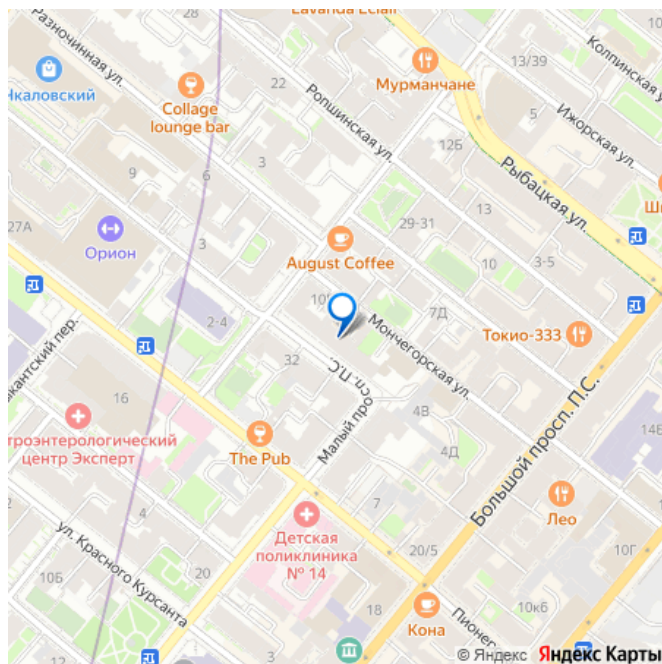 Lavanda Eclair
Разночинная ул.
28
13/39
10
Колпинская ул.
Чкаловский
Мурманчане
22
Collage
lounge bar
Ропшинская ул.
5
Ижорская ул.
12Б
3
Рыбацкая ул.
9
6
29-31
13
27А
Орион
3
August Coffee
10
3-5
2-4
7Д
Токио-333
Мончегорская ул.
32
Малый просп. П.С.
16
4В
14В
The Pub
4Д
Большой просп. П.С.
троэнтерологический
центр Эксперт
4
7
Лео
Детская
поликлиника
№ 14
ул. Красного Курсанта
20
20/5
10Г
10Б
18
10к6
Кона
Пионер
© Яндекс Яндекс Карты